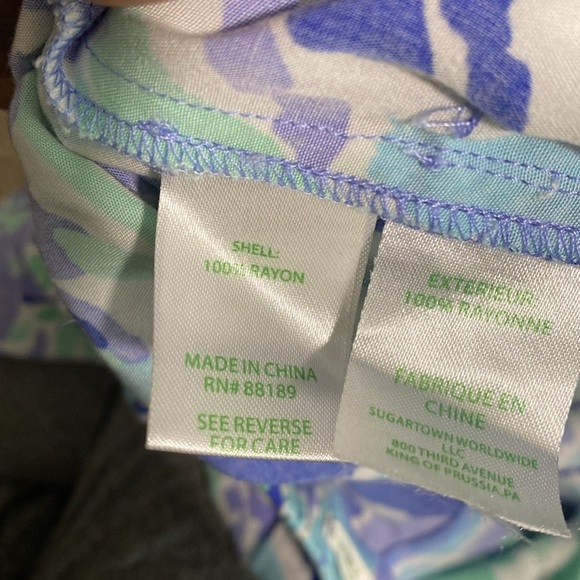 SHELL:
100% RAYON
MADE IN CHINA
RN# 88189
SEE REVERSE
FOR CARE
EXTERIEUR:
100% RAYONNE
FABRIQUÉ EN
CHINE
SUGARTOWN WORLDWIDE
LLC
800 THIRD AVENUE
KING OF PRUSSIA, PA